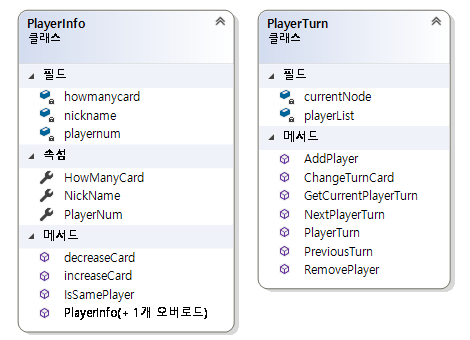 PlayerInfo
클래스
필드
howmanycard
nickname
playernum
속성
HowManyCard
NickName
PlayerNum
메서드
decreaseCard
increaseCard
IsSamePlayer
PlayerInfo(+ 1개 오버로드)
PlayerTurn
클래스
필드
currentNode
playerList
메서드
AddPlayer
ChangeTurnCard
GetCurrentPlayerTurn
NextPlayerTurn
PlayerTurn
PreviousTurn
RemovePlayer